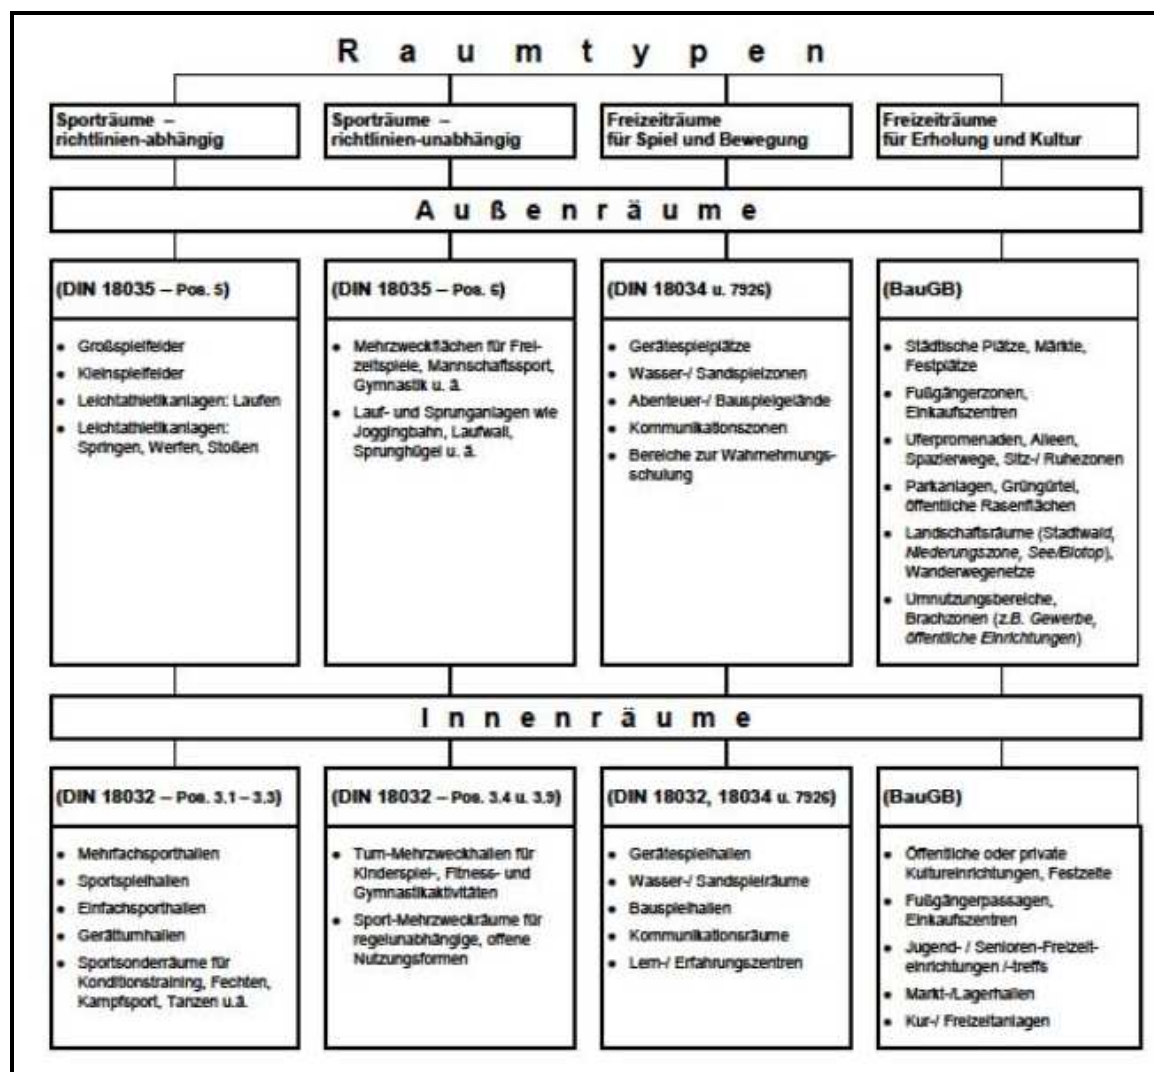 Raumtypen
Sporträume –
richtlinien-abhängig
Sporträume –
richtlinien-unabhängig
Freizeiträume
für Spiel und Bewegung
Freizeiträume
für Erholung und Kultur
Außenräume
(DIN 18035 – Pos. 5)
• Großspielfelder
• Kleinspielfelder
• Leichtathletikanlagen: Laufen
• Leichtathletikanlagen:
Springen, Werfen, Stoßen
(DIN 18035 – Pos. 6)
• Mehrzweckflächen für Frei-
zeitspiele, Mannschaftssport,
Gymnastik u. ä.
• Lauf- und Sprunganlagen wie
Joggingbahn, Laufwall,
Sprunghügel u. ä.
(DIN 18034 u. 7926)
• Gerätespielplätze
• Wasser-/ Sandspielzonen
• Abenteuer-/ Bauspielgelände
• Kommunikationszonen
• Bereiche zur Wahrnehmungs-
schulung
(BauGB)
• Städtische Plätze, Märkte,
Festplätze
• Fußgängerzonen,
Einkaufszentren
• Uferpromenaden, Alleen,
Spazierwege, Sitz-/ Ruhezonen
• Parkanlagen, Grüngürtel,
öffentliche Rasenflächen
• Landschaftsräume (Stadtwald,
Niederungszone, See/Biotop),
Wanderwegenetze
• Umnutzungsbereiche,
Brachzonen (z.B. Gewerbe,
öffentliche Einrichtungen)
Innenräume
(DIN 18032 – Pos. 3.1 – 3.3)
• Mehrfachsporthallen
• Sportspielhallen
• Einfachsporthallen
• Gerätturnhallen
• Sportsonderräume für
Konditionstraining, Fechten,
Kampfsport, Tanzen u.ä.
(DIN 18032 – Pos. 3.4 u. 3.9)
• Turn-Mehrzweckhallen für
Kinderspiel-, Fitness- und
Gymnastikaktivitäten
• Sport-Mehrzweckräume für
regelunabhängige, offene
Nutzungsformen
(DIN 18032, 18034 u. 7926)
• Gerätespielhallen
• Wasser-/ Sandspielräume
• Bauspielhallen
• Kommunikationsräume
• Lern-/ Erfahrungszentren
(BauGB)
• Öffentliche oder private
Kultureinrichtungen, Festzelte
• Fußgängerpassagen,
Einkaufszentren
• Jugend- / Senioren-Freizeit-
einrichtungen /-treffs
• Markt-/Lagerhallen
• Kur-/ Freizeitanlagen